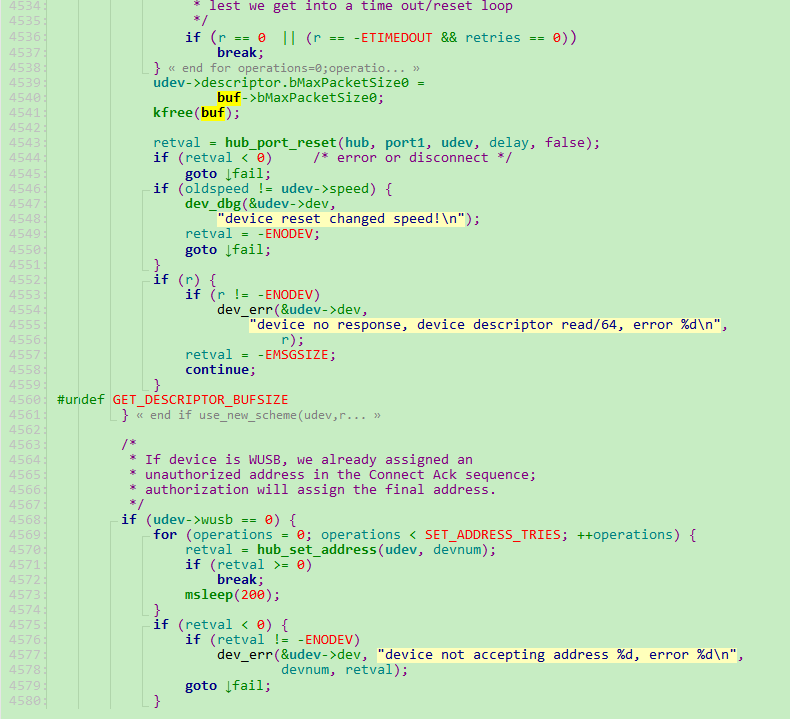 4534: * lest we get into a time out/reset loop
4535: */
4536: if (r == 0 || (r == -ETIMEDOUT && retries == 0))
4537: break;
4538: } « end for operations=0;operatio... »
4539: udev->descriptor.bMaxPacketSize0 =
4540: buf->bMaxPacketSize0;
4541: kfree(buf);
4542:
4543: retval = hub_port_reset(hub, port1, udev, delay, false);
4544: if (retval < 0) /* error or disconnect */
4545: goto ↓fail;
4546: if (oldspeed != udev->speed) {
4547: dev_dbg(&udev->dev,
4548: "device reset changed speed!\n");
4549: retval = -ENODEV;
4550: goto ↓fail;
4551: }
4552: if (r) {
4553: if (r != -ENODEV)
4554: dev_err(&udev->dev,
4555: "device no response, device descriptor read/64, error %d\n",
4556: r);
4557: retval = -EMSGSIZE;
4558: continue;
4559: }
4560: #undef GET_DESCRIPTOR_BUFSIZE
4561: } « end if use_new_scheme(udev,r... »
4562:
4563: /*
4564: * If device is WUSB, we already assigned an
4565: * unauthorized address in the Connect Ack sequence;
4566: * authorization will assign the final address.
4567: */
4568: if (udev->wusb == 0) {
4569: for (operations = 0; operations < SET_ADDRESS_TRIES; ++operations) {
4570: retval = hub_set_address(udev, devnum);
4571: if (retval >= 0)
4572: break;
4573: msleep(200);
4574: }
4575: if (retval < 0) {
4576: if (retval != -ENODEV)
4577: dev_err(&udev->dev, "device not accepting address %d, error %d\n",
4578: devnum, retval);
4579: goto ↓fail;
4580: }